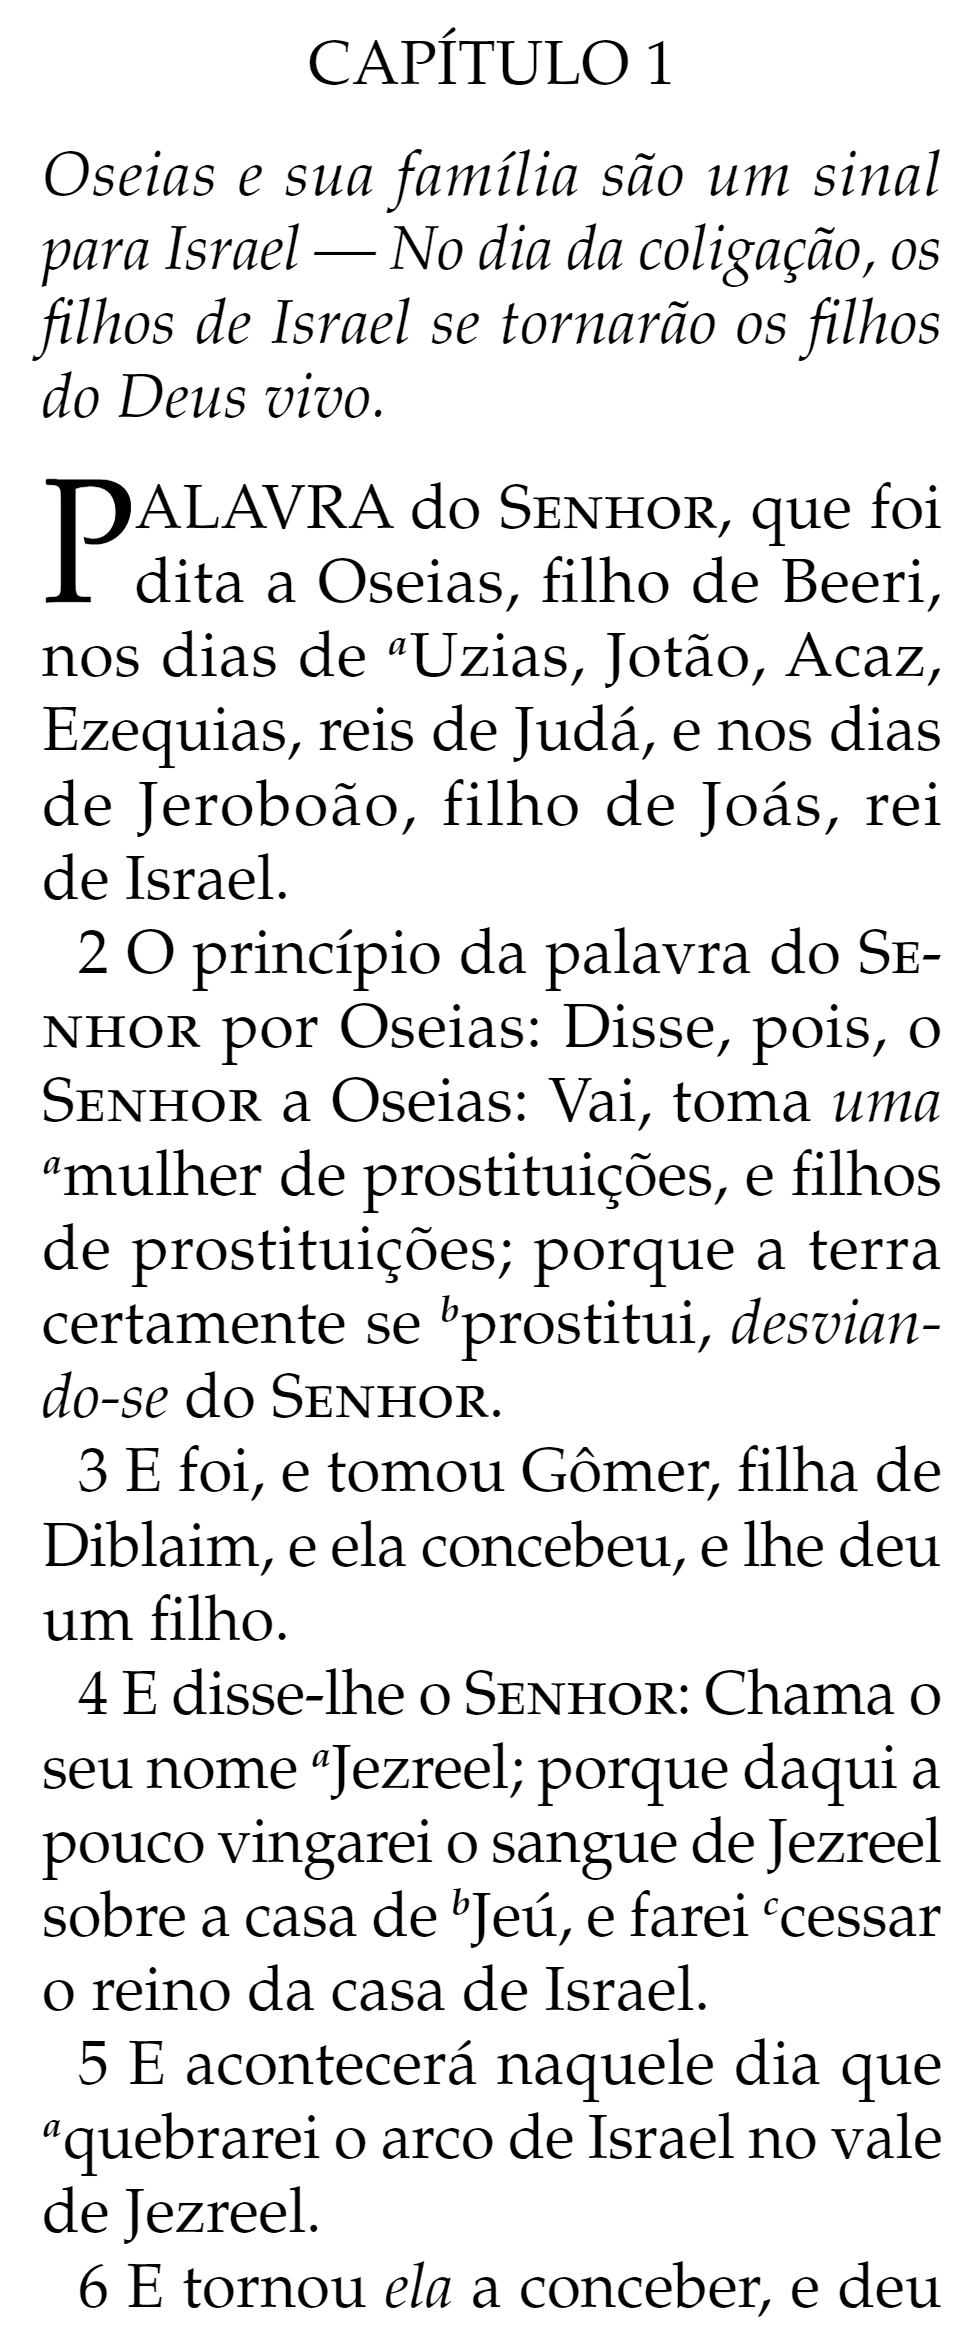 CAPÍTULO 1
Oseias e sua família são um sinal
para Israel — No dia da coligação, os
filhos de Israel se tornarão os filhos
do Deus vivo.
PALAVRA do SENHOR, que foi
dita a Oseias, filho de Beeri,
nos dias de aUzias, Jotão, Acaz,
Ezequias, reis de Judá, e nos dias
de Jeroboão, filho de Joás, rei
de Israel.
2 O princípio da palavra do SE-
NHOR por Oseias: Disse, pois, o
SENHOR a Oseias: Vai, toma uma
amulher de prostituições, e filhos
de prostituições; porque a terra
certamente se bprostitui, desvian-
do-se do SENHOR.
3 E foi, e tomou Gômer, filha de
Diblaim, e ela concebeu, e lhe deu
um filho.
4 E disse-lhe o SENHOR: Chama o
seu nome aJezreel; porque daqui a
pouco vingarei o sangue de Jezreel
sobre a casa de bJeú, e farei ccessar
o reino da casa de Israel.
5 E acontecerá naquele dia que
aquebrarei o arco de Israel no vale
de Jezreel.
6 E tornou ela a conceber, e deu